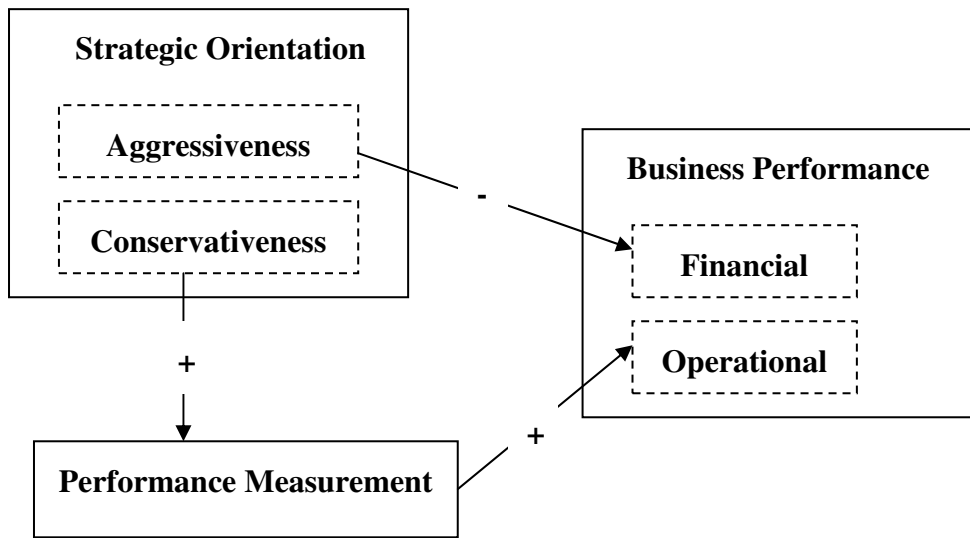 Strategic Orientation
Aggressiveness
Conservativeness
-
Business Performance
Financial
Operational
+
+
Performance Measurement